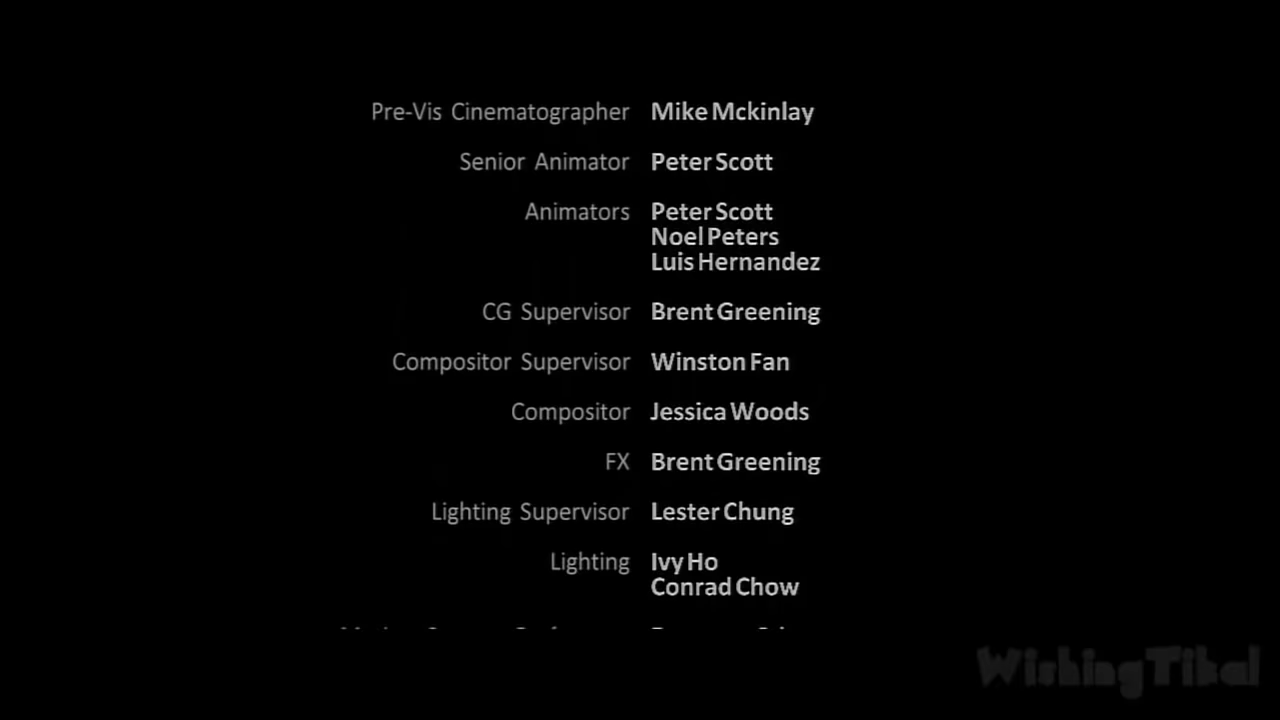 Pre-Vis Cinematographer Mike Mckinlay
Senior Animator Peter Scott
Animators Peter Scott
Noel Peters
Luis Hernandez
CG Supervisor Brent Greening
Compositor Supervisor Winston Fan
Compositor Jessica Woods
FX Brent Greening
Lighting Supervisor Lester Chung
Lighting Ivy Ho
Conrad Chow
WishingTikal